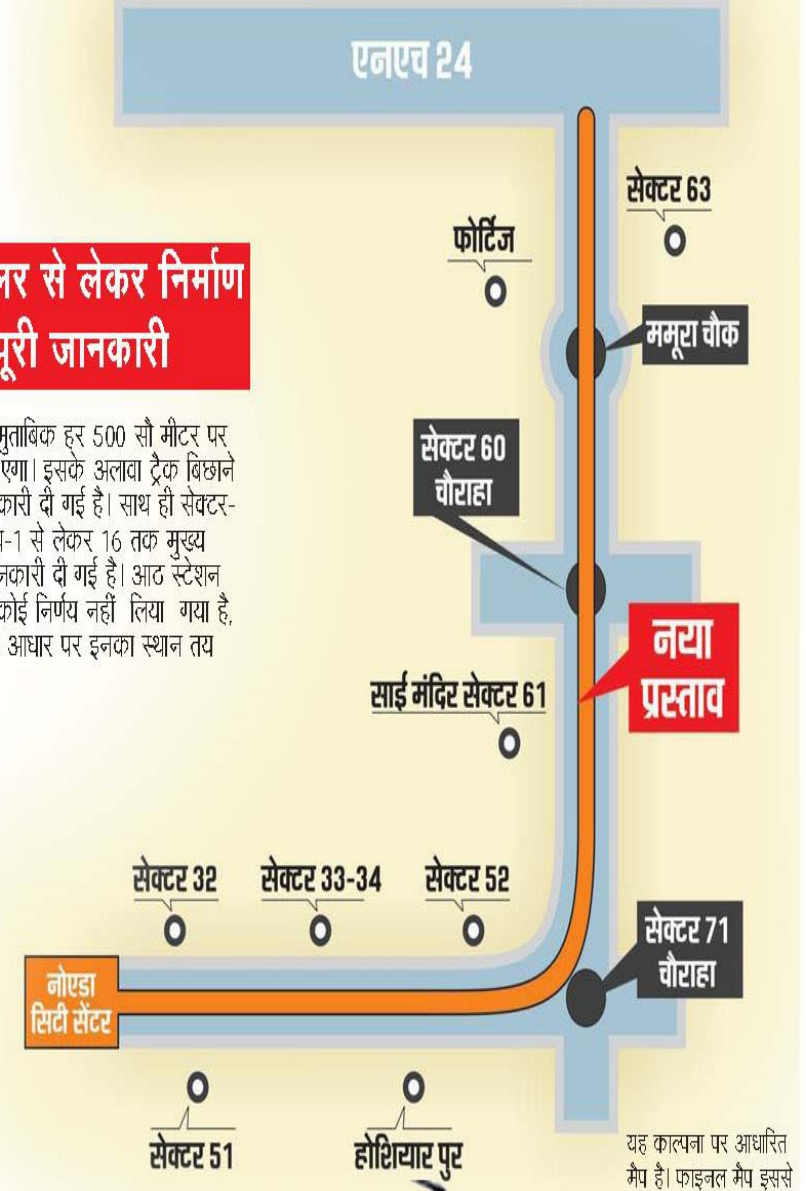 एनएच 24
सेक्टर 63
फोर्टिज
ममूरा चौक
लर से लेकर निर्माण
पूरी जानकारी
मुताबिक हर 500 सौ मीटर पर
एगा। इसके अलावा ट्रैक बिछाने
कारी दी गई है। साथ ही सेक्टर-
-1 से लेकर 16 तक मुख्य
नकारी दी गई है। आठ स्टेशन
कोई निर्णय नहीं लिया गया है,
आधार पर इनका स्थान तय
सेक्टर 60
चौराहा
नया
प्रस्ताव
साई मंदिर सेक्टर 61
सेक्टर 32
सेक्टर 33-34
सेक्टर 52
सेक्टर 71
चौराहा
नोएडा
सिटी सेंटर
सेक्टर 51
होशियार पुर
यह काल्पना पर आधारित
मैप है। फाइनल मैप इससे